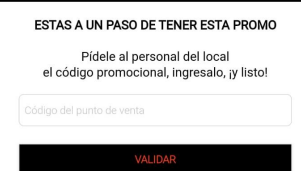 ESTAS A UN PASO DE TENER ESTA PROMO
Pídele al personal del local
el código promocional, ingresalo, ¡y listo!
Código del punto de venta
VALIDAR